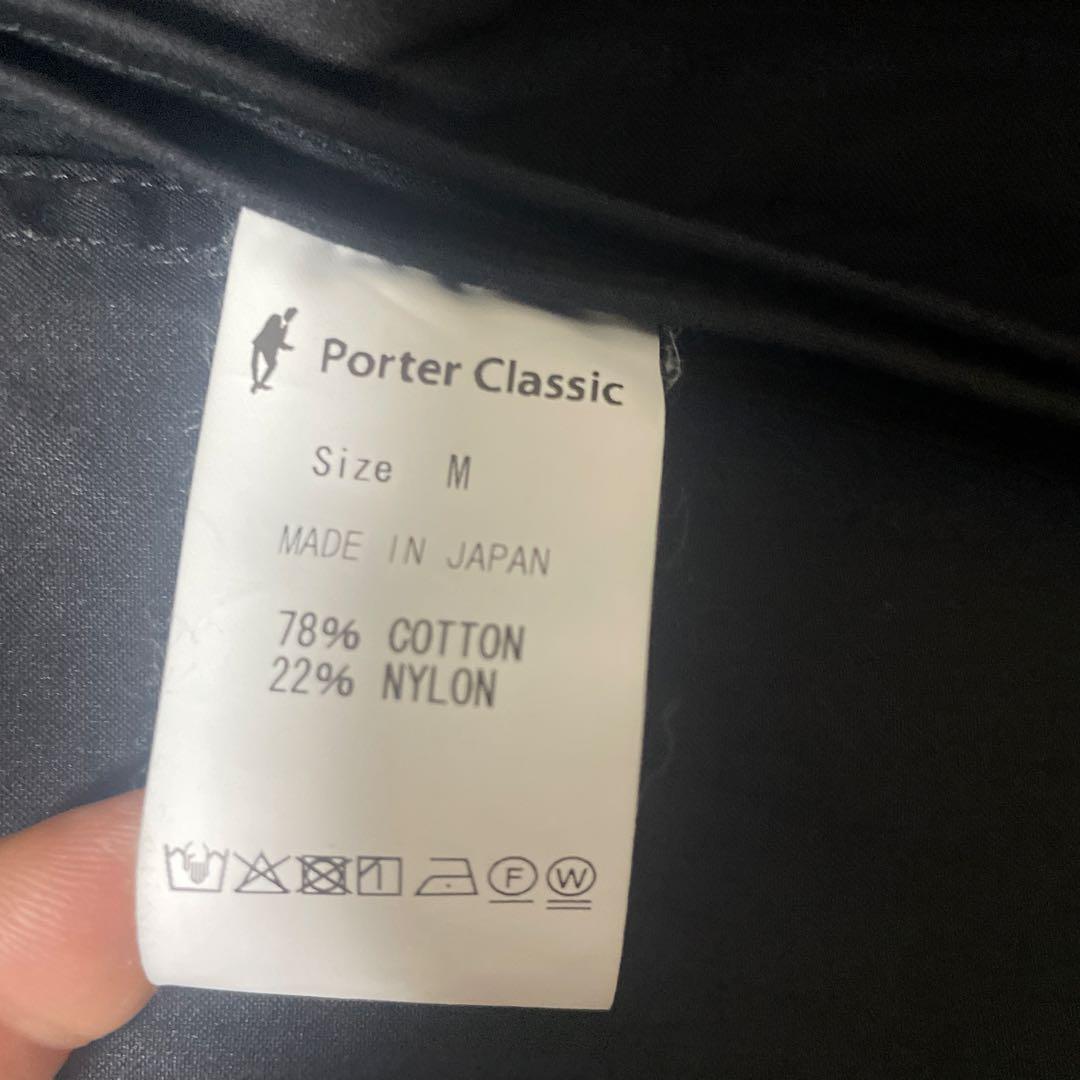 Porter Classic
Size M
MADE IN JAPAN
78% COTTON
22% NYLON
F W